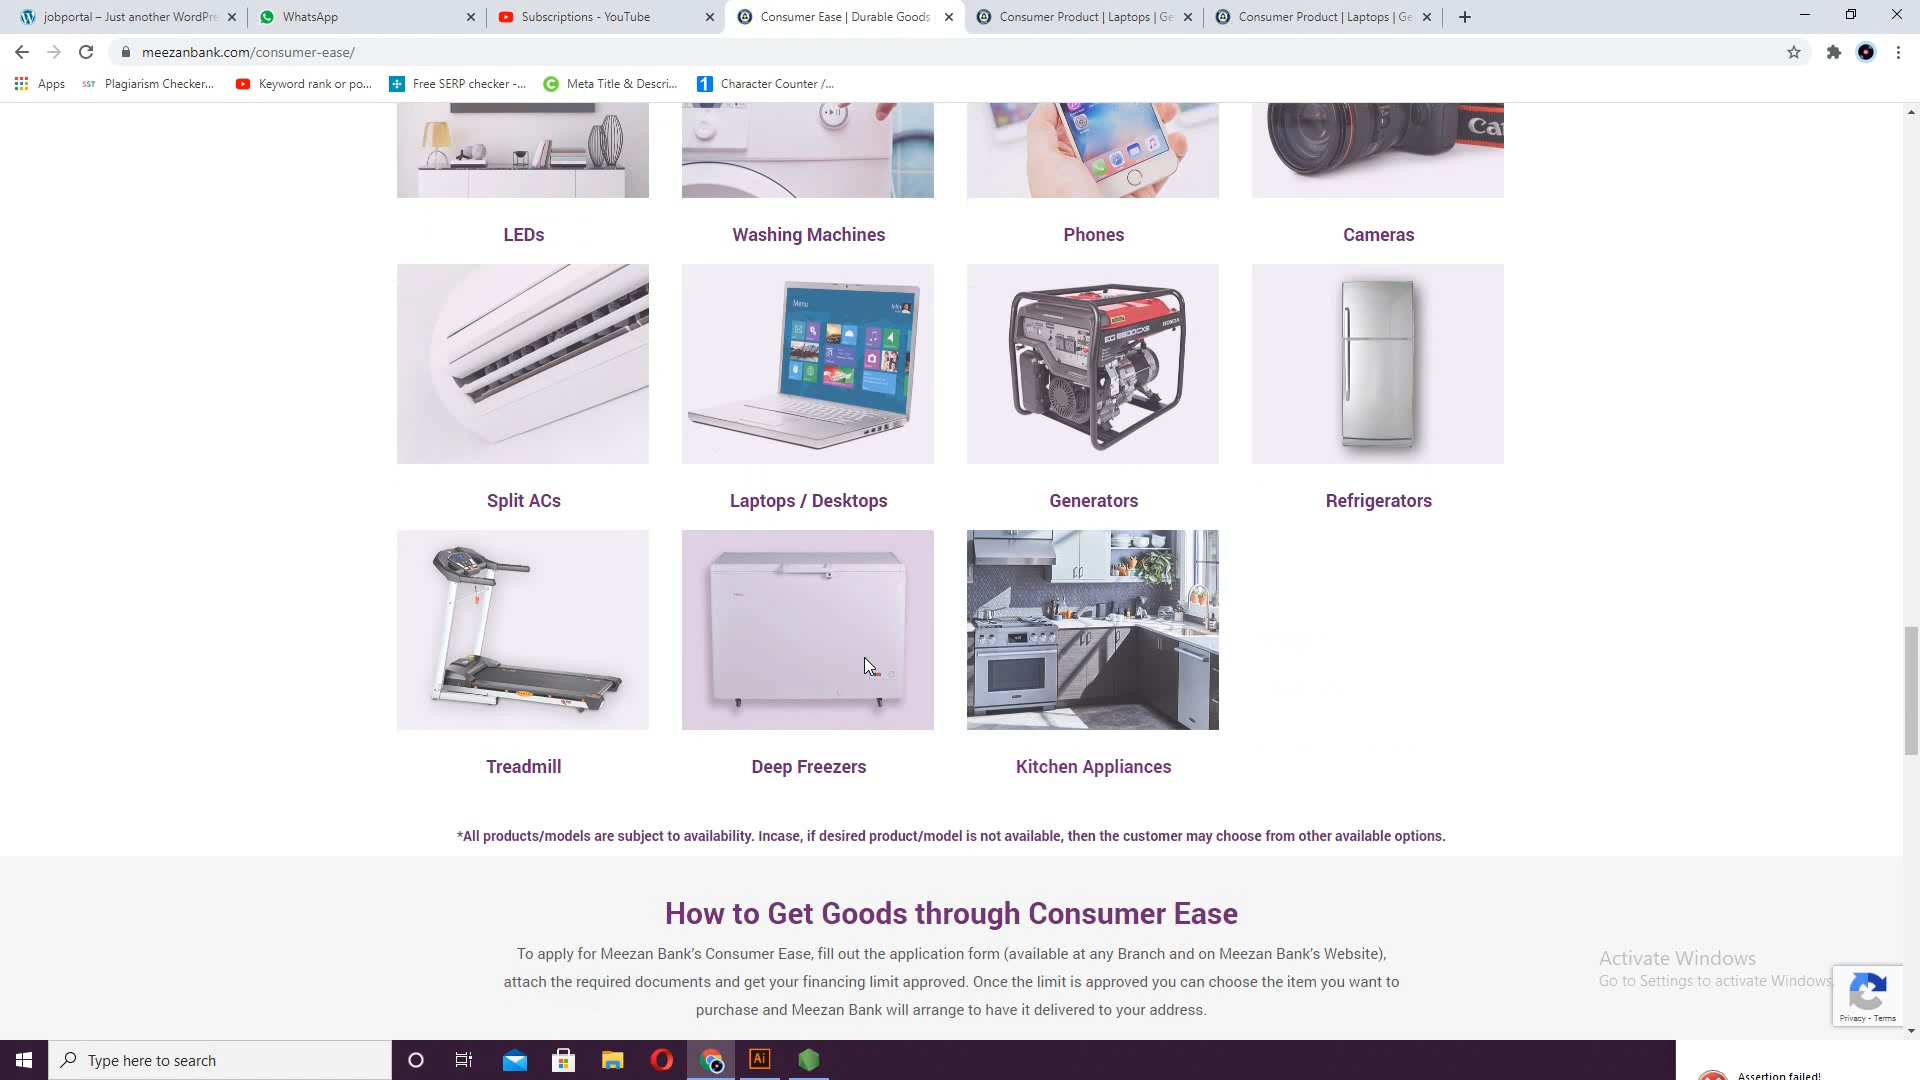 jobportal – Just another WordPre
WhatsApp
Subscriptions - YouTube
Consumer Ease | Durable Goods
Consumer Product | Laptops | Ge
Consumer Product | Laptops | Ge
meezanbank.com/consumer-ease/
Apps
SST
Plagiarism Checker...
Keyword rank or po...
Free SERP checker -...
Meta Title & Descri...
1
Character Counter /...
Ca
LEDs
Washing Machines
Phones
Cameras
Menu
HONDA
Split ACs
Laptops / Desktops
Generators
Refrigerators
Treadmill
Deep Freezers
Kitchen Appliances
*All products/models are subject to availability. Incase, if desired product/model is not available, then the customer may choose from other available options.
How to Get Goods through Consumer Ease
To apply for Meezan Bank’s Consumer Ease, fill out the application form (available at any Branch and on Meezan Bank’s Website),
attach the required documents and get your financing limit approved. Once the limit is approved you can choose the item you want to
purchase and Meezan Bank will arrange to have it delivered to your address.
Activate Windows
Go to Settings to activate Windows.
Privacy - Terms
Type here to search
Ai
Assertion failed!